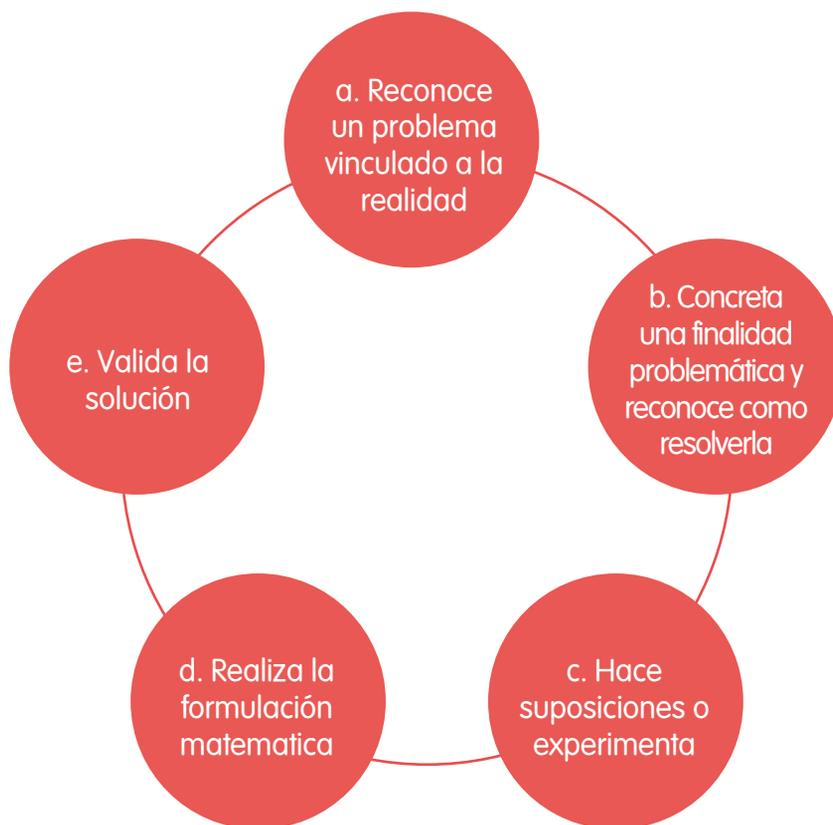 a. Reconoce
un problema
vinculado a la
realidad
b. Concreta
una finalidad
problemática y
reconoce como
resolverla
c. Hace
suposiciones o
experimenta
d. Realiza la
formulación
matematica
e. Valida la
solución